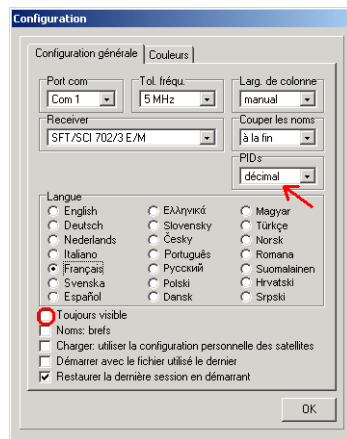 Configuration
Configuration générale Couleurs
Port com Tol. fréqu. Larg. de colonne
Com 1 5 MHz manual
Receiver Couper les noms
SFT/SCI 702/3 E/M à la fin
PIDs
décimal
Langue
English Ελληνικά Magyar
Deutsch Slovensky Türkçe
Nederlands Česky Norsk
Italiano Português Romana
Français Русский Suomalainen
Svenska Polski Hrvatski
Español Dansk Srpski
Toujours visible
Noms: brefs
Charger: utiliser la configuration personnelle des satellites
Démarrer avec le fichier utilisé le dernier
Restaurer la dernière session en démarrant
OK